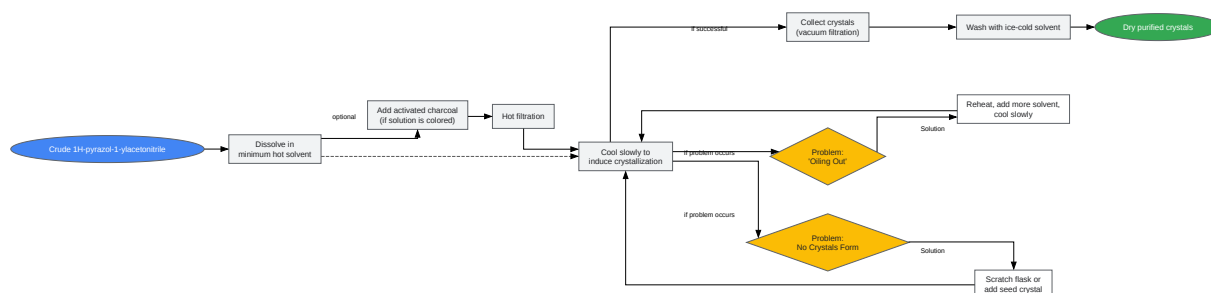 Crude 1H-pyrazol-1-ylacetonitrile
Dissolve in
minimum hot solvent
optional
Add activated charcoal
(if solution is colored)
Hot filtration
Cool slowly to
induce crystallization
if successful
Collect crystals
(vacuum filtration)
Wash with ice-cold solvent
Dry purified crystals
if problem occurs
Problem:
'Oiling Out'
Solution
Reheat, add more solvent,
cool slowly
if problem occurs
Problem:
No Crystals Form
Solution
Scratch flask or
add seed crystal